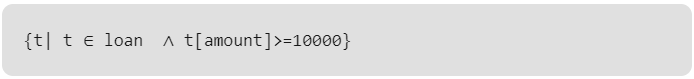 {t| t ∈ loan  ∧ t[amount]>=10000}